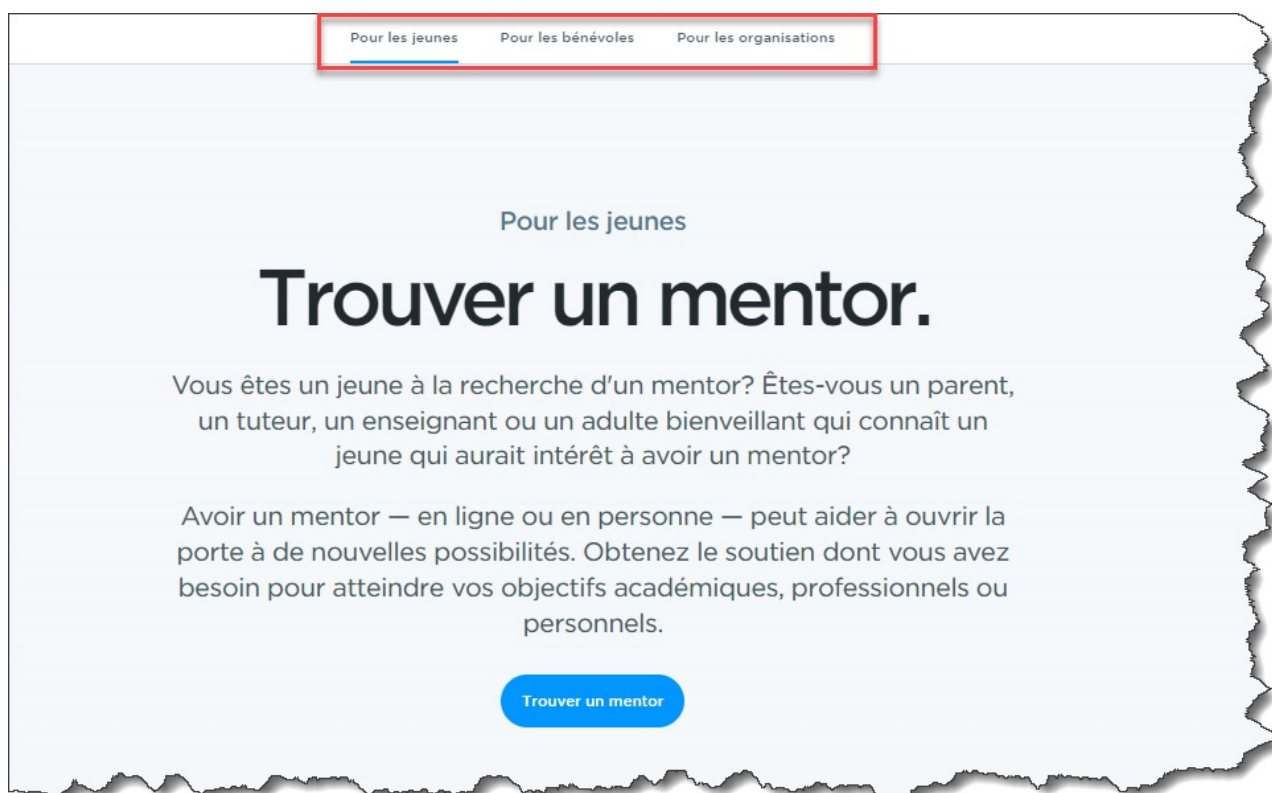 Pour les jeunes Pour les bénévoles Pour les organisations
Pour les jeunes
Trouver un mentor.
Vous êtes un jeune à la recherche d'un mentor? Êtes-vous un parent,
un tuteur, un enseignant ou un adulte bienveillant qui connaît un
jeune qui aurait intérêt à avoir un mentor?
Avoir un mentor — en ligne ou en personne — peut aider à ouvrir la
porte à de nouvelles possibilités. Obtenez le soutien dont vous avez
besoin pour atteindre vos objectifs académiques, professionnels ou
personnels.
Trouver un mentor